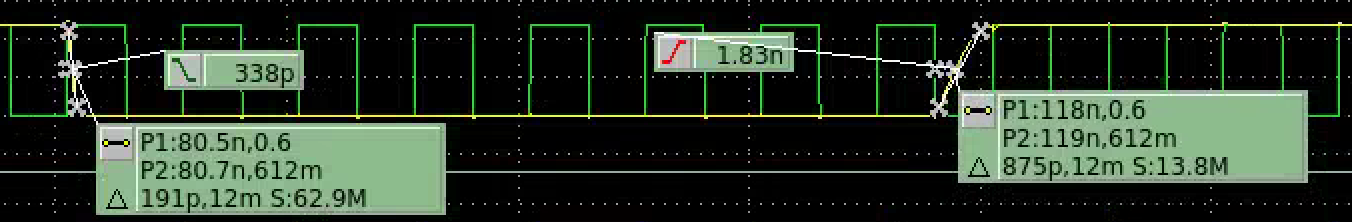 338p
1.83n
P1:80.5n,0.6
P2:80.7n,612m
△ 191p,12m S:62.9M
P1:118n,0.6
P2:119n,612m
△ 875p,12m S:13.8M